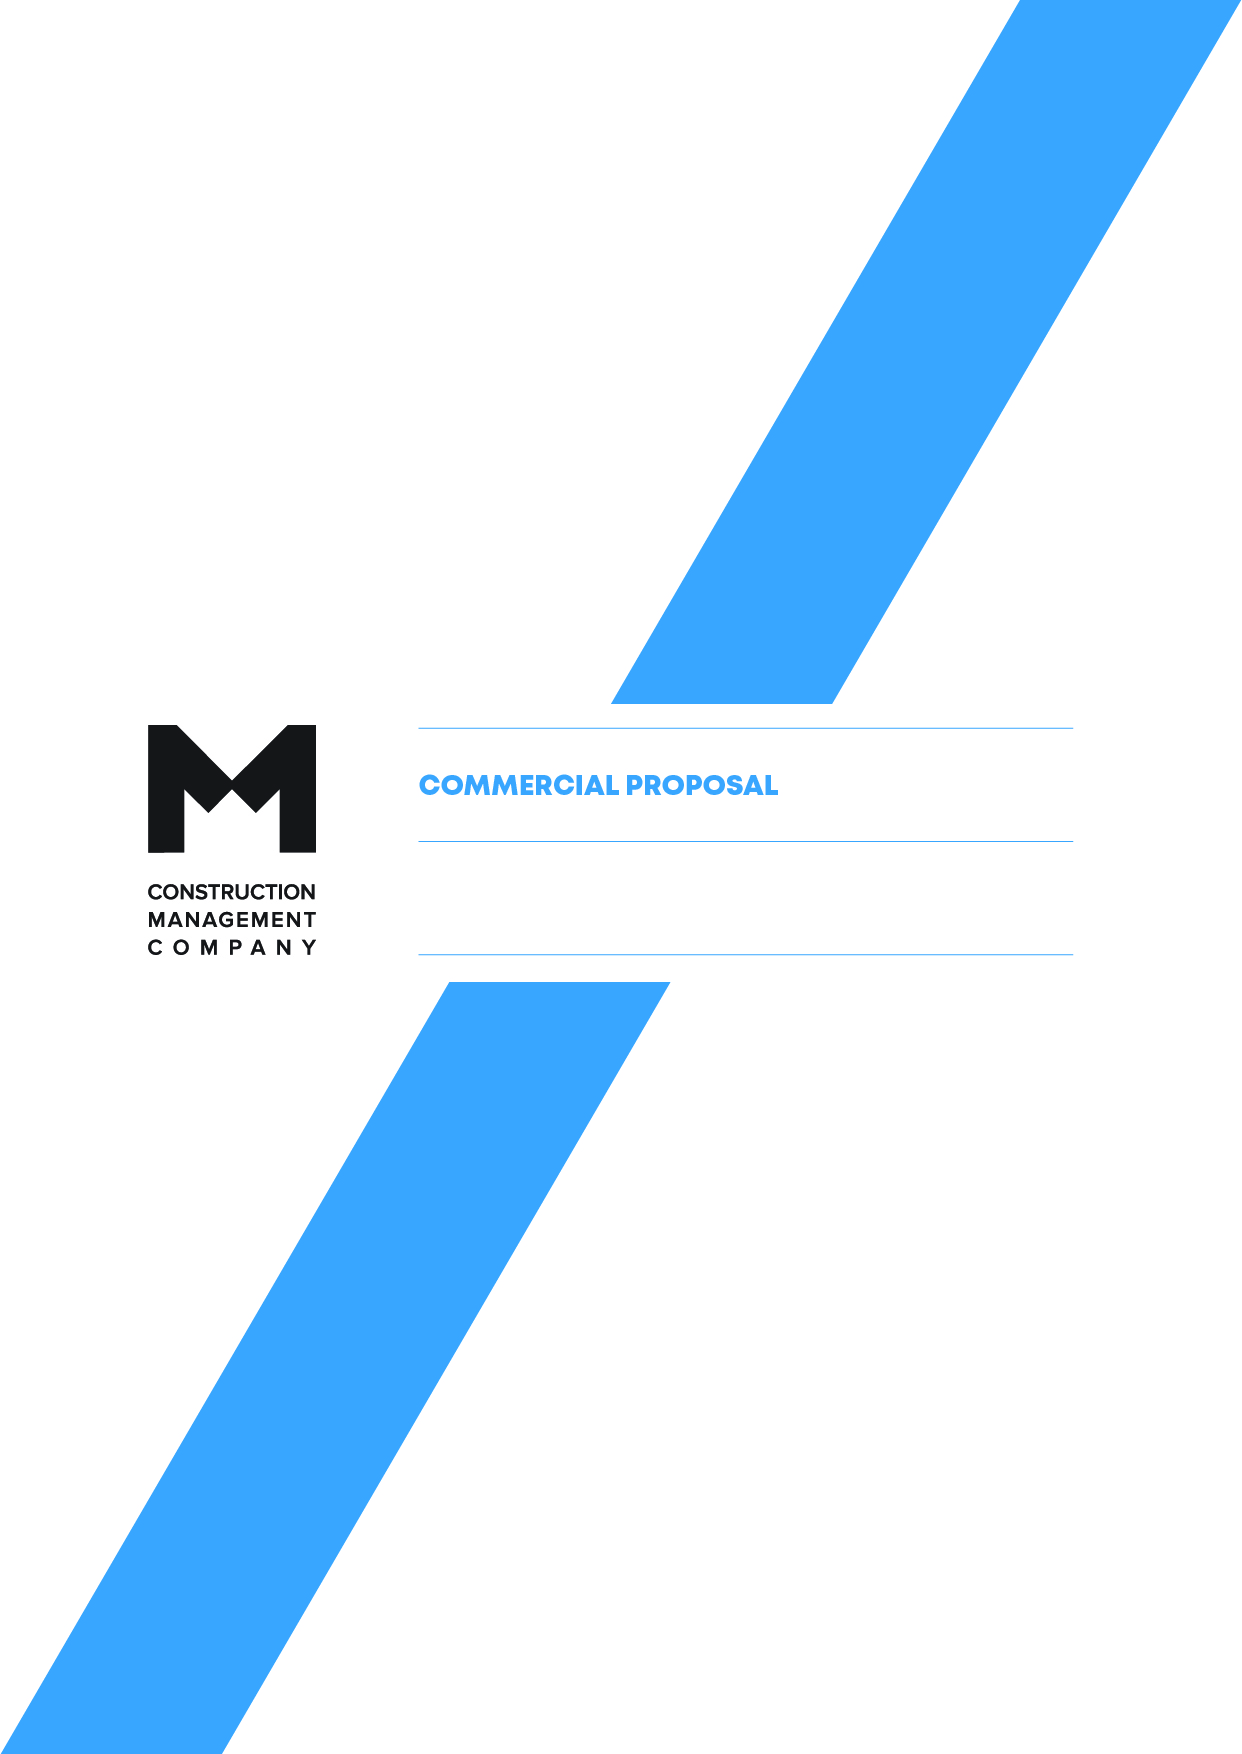 COMMERCIAL PROPOSAL
CONSTRUCTION
MANAGEMENT
COMPANY